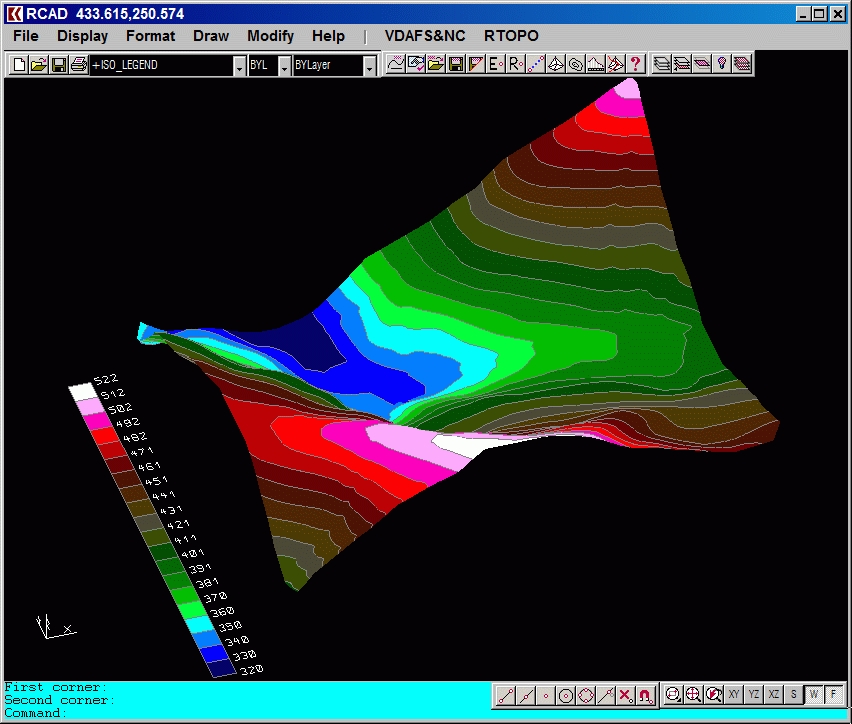 RCAD 433.615,250.574
File Display Format Draw Modify Help | VDAFS&NC RTOPO
+ISO_LEGEND BYL BYLayer E R ?
522
512
502
492
482
471
461
451
441
431
421
411
401
391
381
370
360
350
340
330
320
X
First corner:
Second corner:
Command:
XY YZ XZ S W F